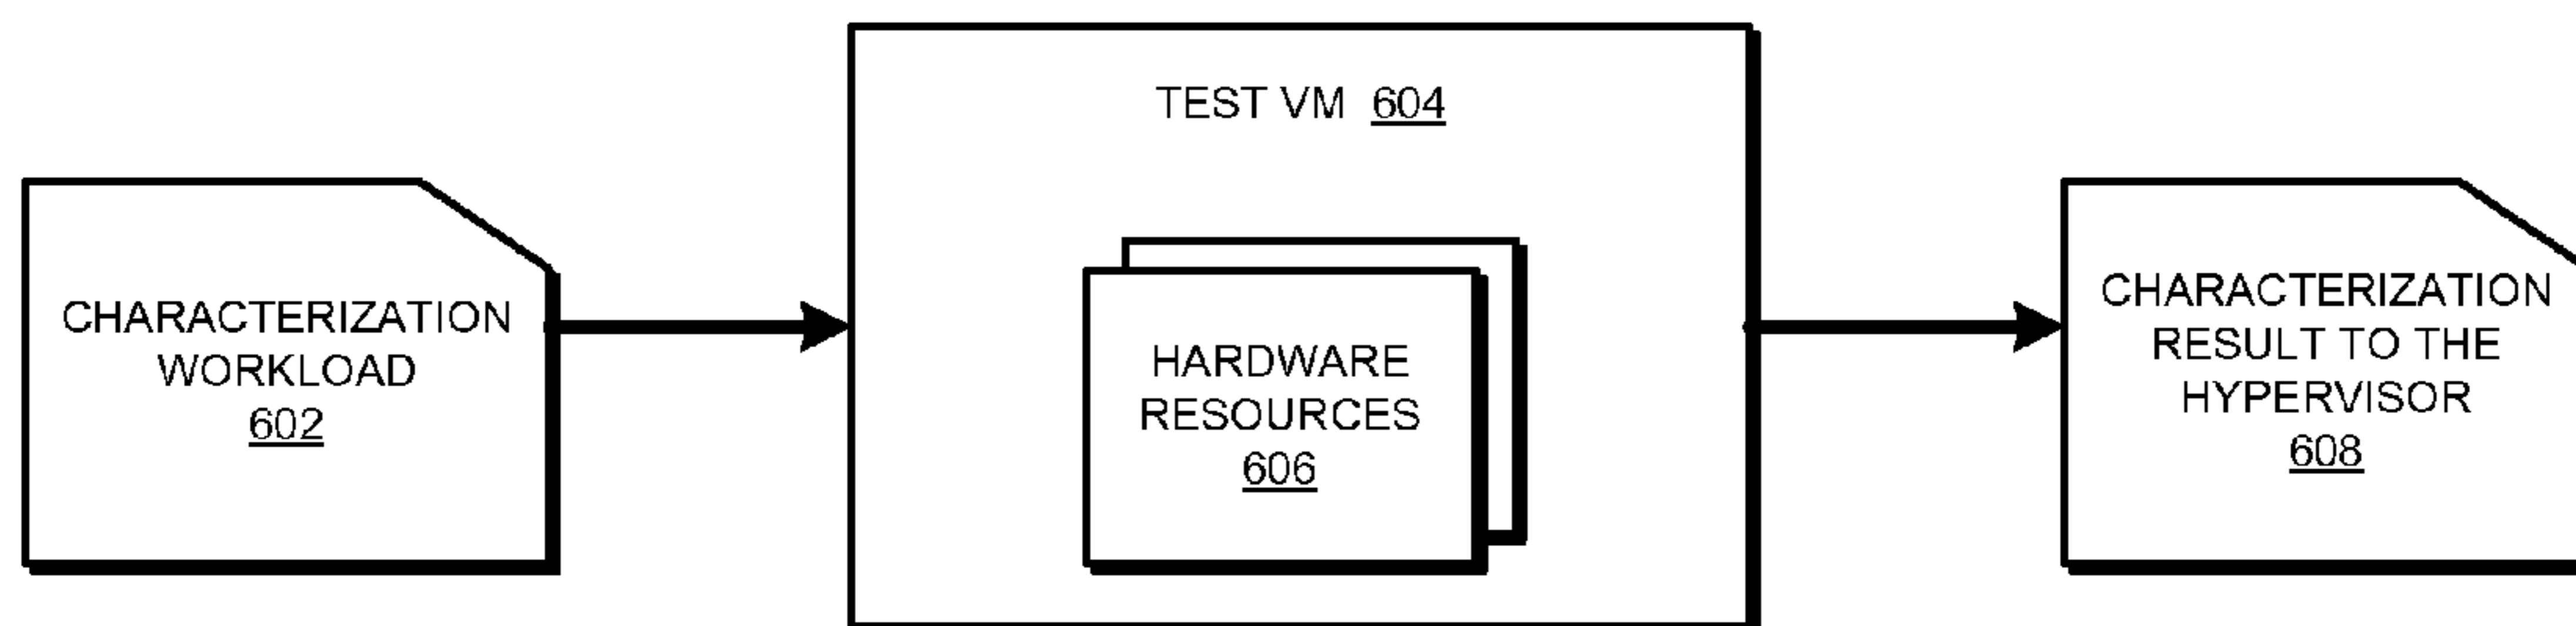 TEST VM 604
CHARACTERIZATION
WORKLOAD
602
HARDWARE
RESOURCES
606
CHARACTERIZATION
RESULT TO THE
HYPERVISOR
608